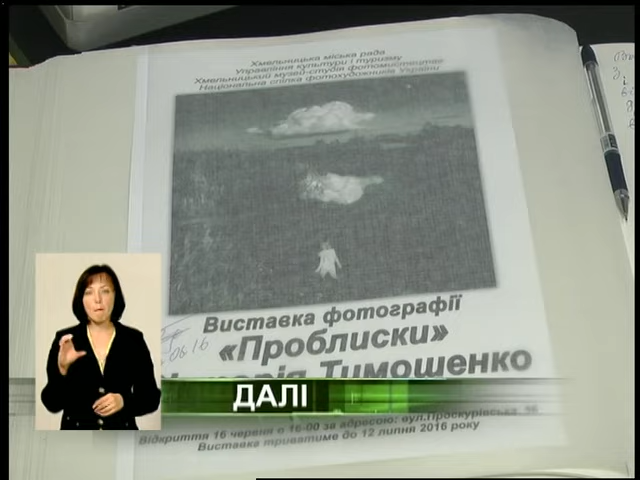 Хмельницька міська рада
Управління культури і туризму
Хмельницький музей-студія фотомистецтва
Національна спілка фотохудожників України
Виставка фотографії
«Проблиски»
Тимошенко
ДАЛІ
Відкриття 16 червня о 16-00 за адресою: вул.Проскурівська,
Виставка триватиме до 12 липня 2016 року